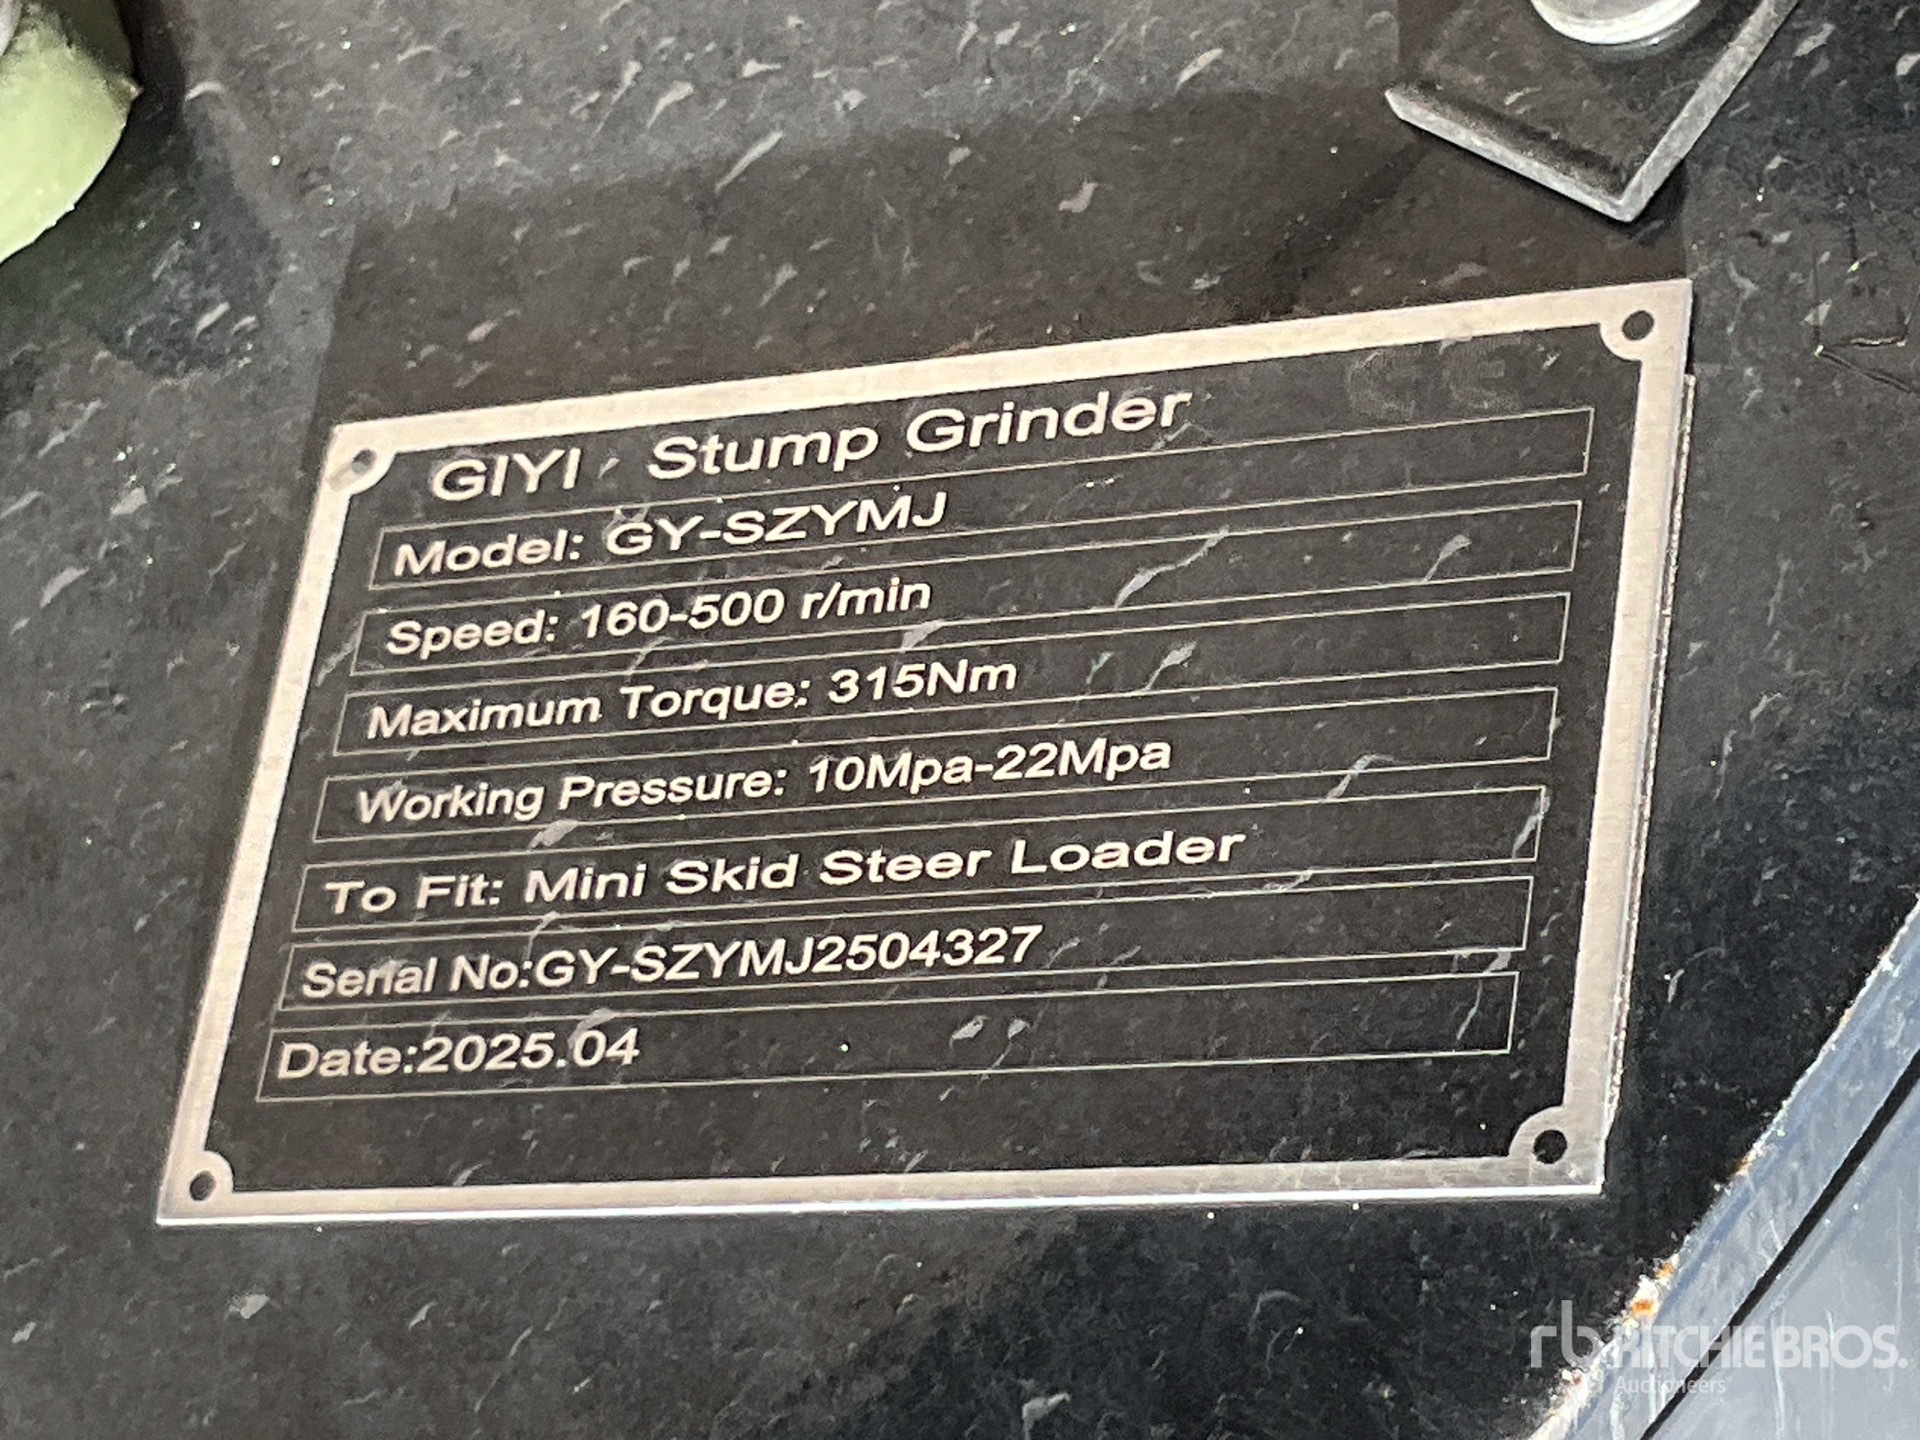 GIYI Stump Grinder
Model: GY-SZYMJ
Speed: 160-500 r/min
Maximum Torque: 315Nm
Working Pressure: 10Mpa-22Mpa
To Fit: Mini Skid Steer Loader
Serial No:GY-SZYMJ2504327
Date:2025.04
rb RITCHIE BROS.
Auctioneers